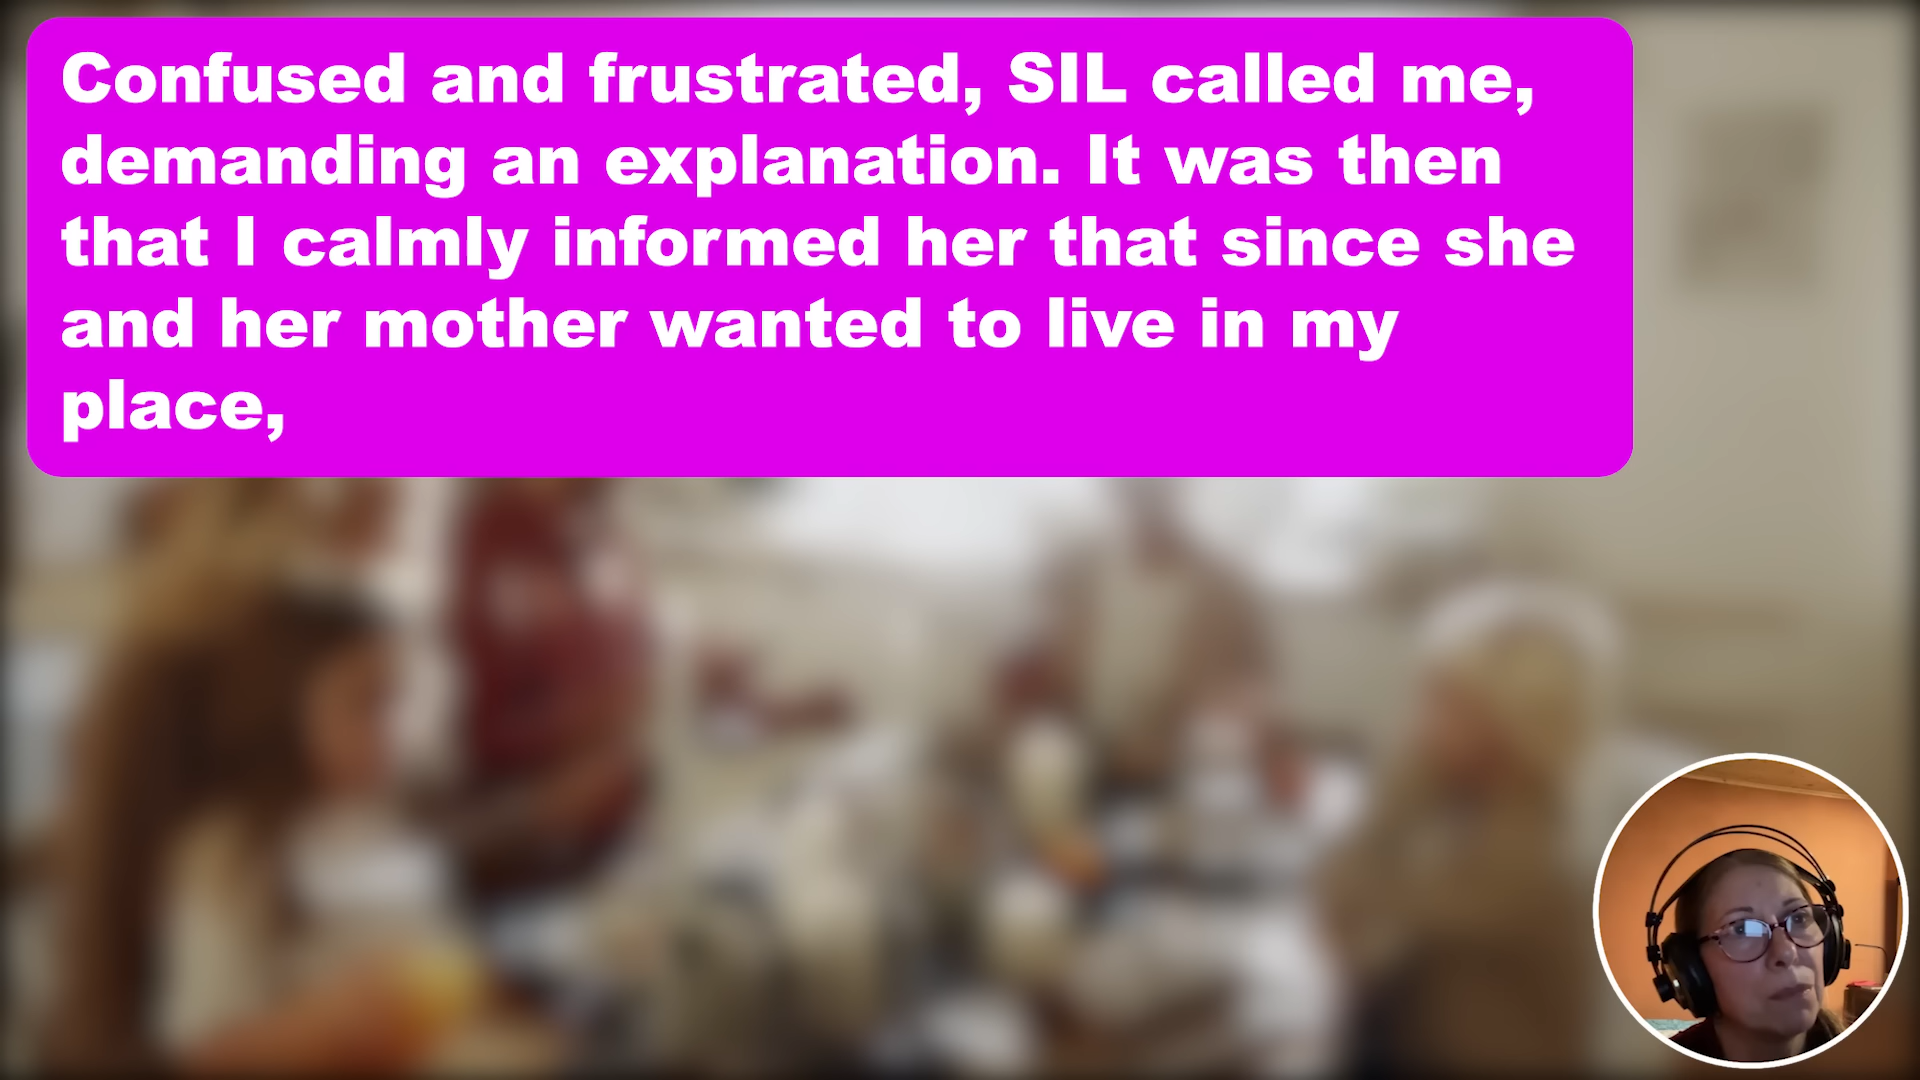 Confused and frustrated, SIL called me,
demanding an explanation. It was then
that I calmly informed her that since she
and her mother wanted to live in my
place,